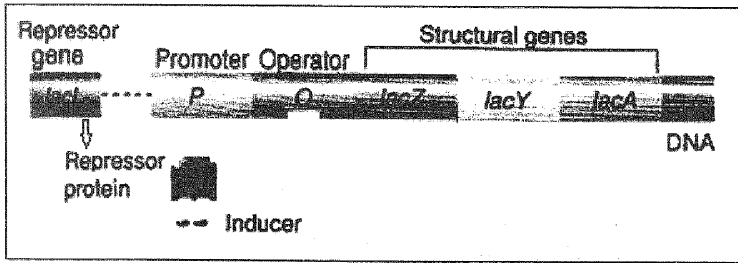 Repressor
gene
Promoter Operator
Structural genes
lacI P O lacZ lacY lacA
DNA
Repressor
protein
Inducer